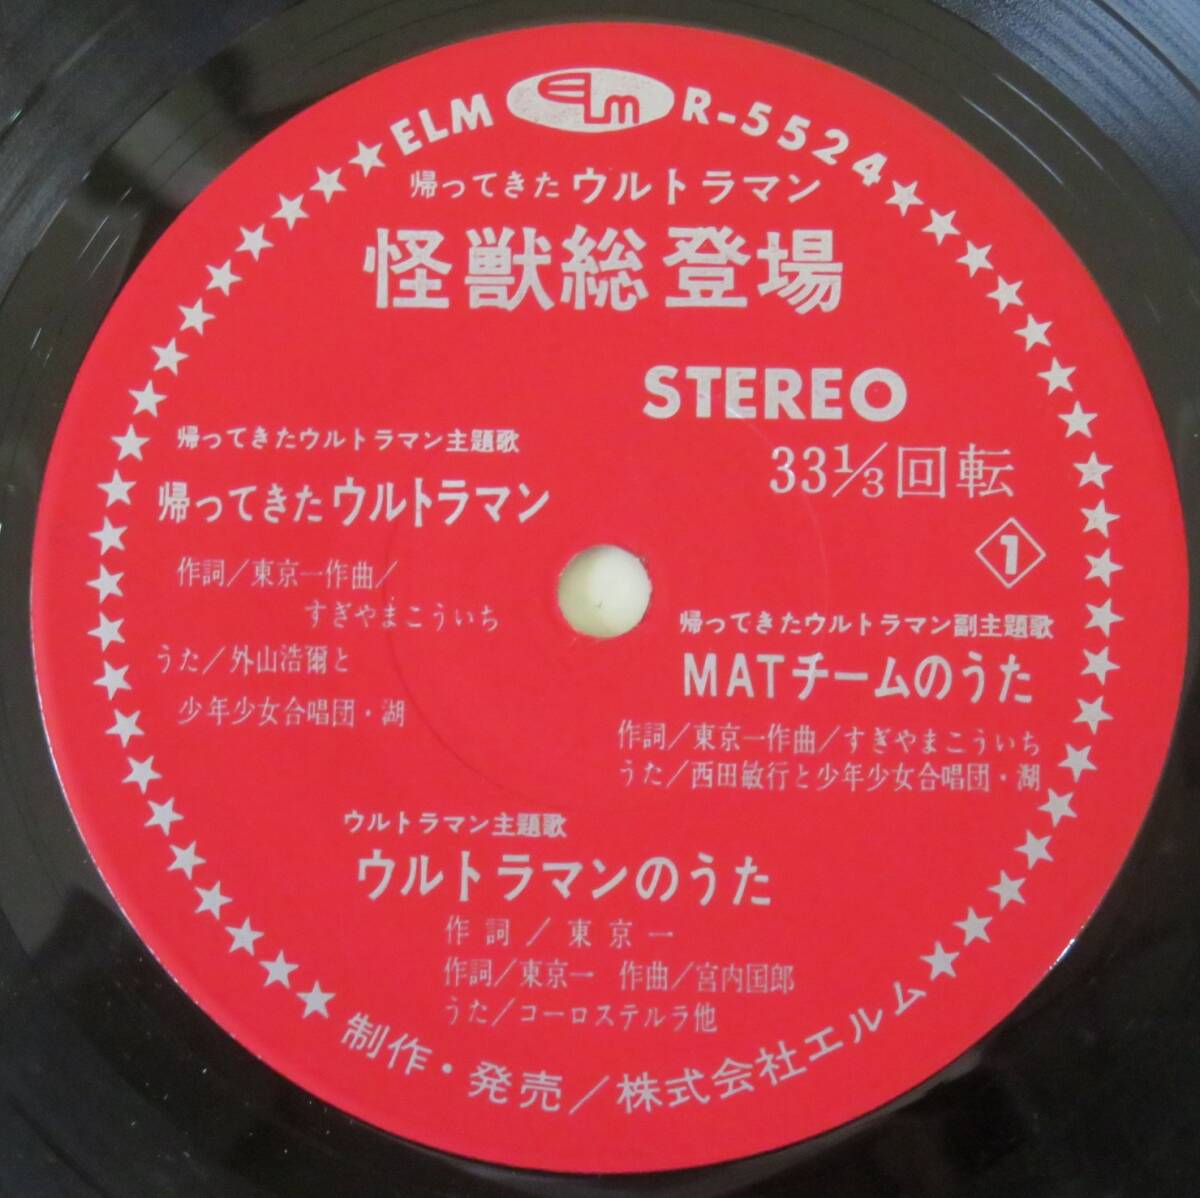 ELM ELM R-5524
帰ってきたウルトラマン
怪獣総登場
STEREO
33⅓回転
1
帰ってきたウルトラマン主題歌
帰ってきたウルトラマン
作詞/東京一作曲/
すぎやまこういち
うた/外山浩爾と
少年少女合唱団・湖
帰ってきたウルトラマン副主題歌
MATチームのうた
作詞/東京一作曲/すぎやまこういち
うた/西田敏行と少年少女合唱団・湖
ウルトラマン主題歌
ウルトラマンのうた
作詞/東京一
作詞/東京一 作曲/宮内国郎
うた/コーロステルラ他
制作・発売/株式会社エルム